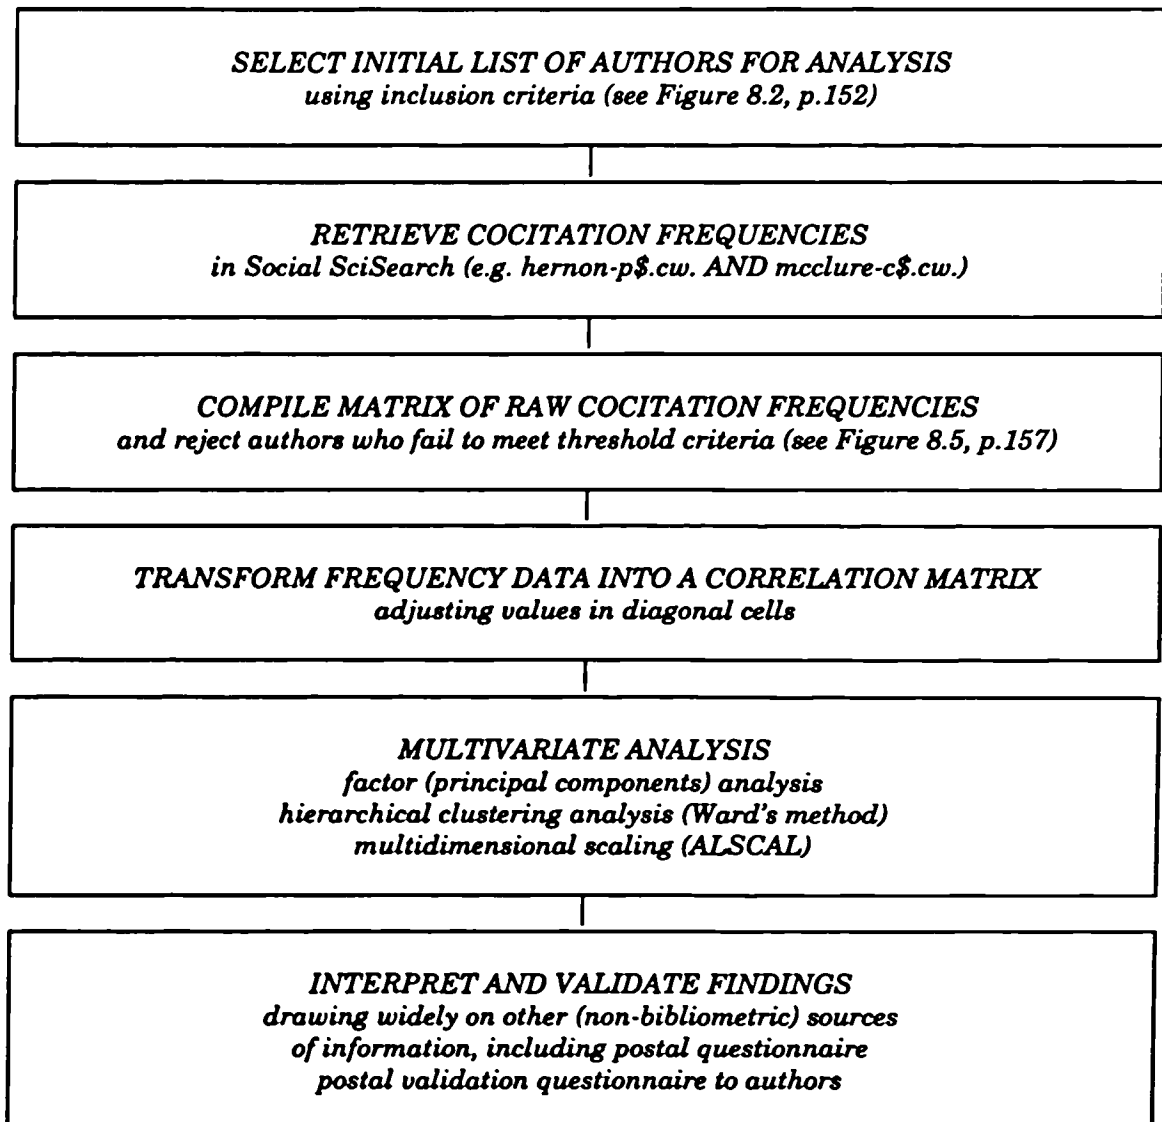 SELECT INITIAL LIST OF AUTHORS FOR ANALYSIS
using inclusion criteria (see Figure 8.2, p.152)
RETRIEVE COCITATION FREQUENCIES
in Social SciSearch (e.g. hernon-p$.cw. AND mcclure-c$.cw.)
COMPILE MATRIX OF RAW COCITATION FREQUENCIES
and reject authors who fail to meet threshold criteria (see Figure 8.5, p.157)
TRANSFORM FREQUENCY DATA INTO A CORRELATION MATRIX
adjusting values in diagonal cells
MULTIVARIATE ANALYSIS
factor (principal components) analysis
hierarchical clustering analysis (Ward's method)
multidimensional scaling (ALSCAL)
INTERPRET AND VALIDATE FINDINGS
drawing widely on other (non-bibliometric) sources
of information, including postal questionnaire
postal validation questionnaire to authors